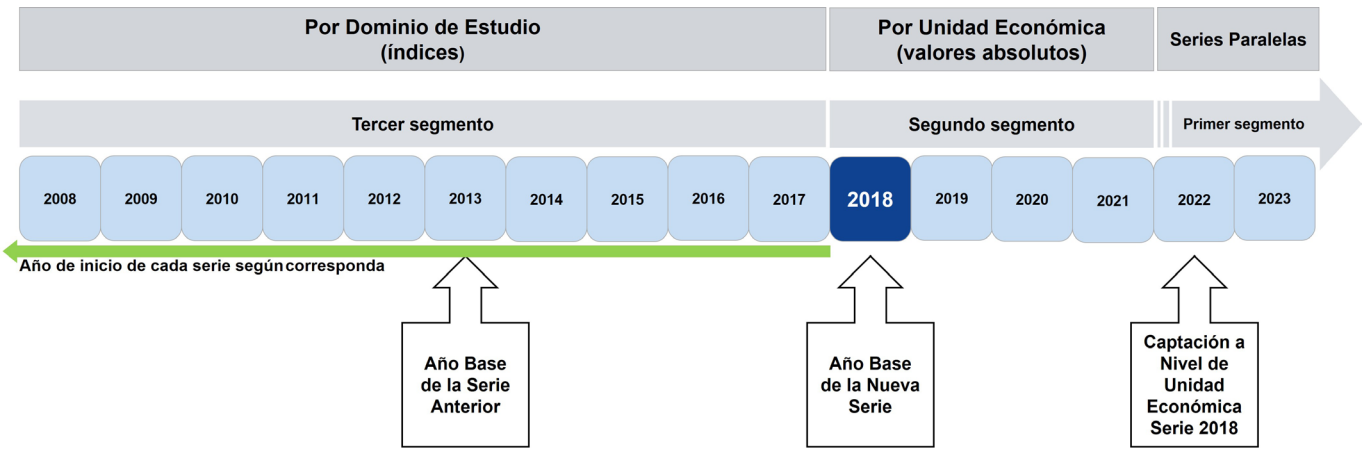 Por Dominio de Estudio
(índices)
Por Unidad Económica
(valores absolutos)
Series Paralelas
Tercer segmento
Segundo segmento
Primer segmento
2008
2009
2010
2011
2012
2013
2014
2015
2016
2017
2018
2019
2020
2021
2022
2023
Año de inicio de cada serie según corresponda
Año Base
de la Serie
Anterior
Año Base
de la Nueva
Serie
Captación a
Nivel de
Unidad
Económica
Serie 2018